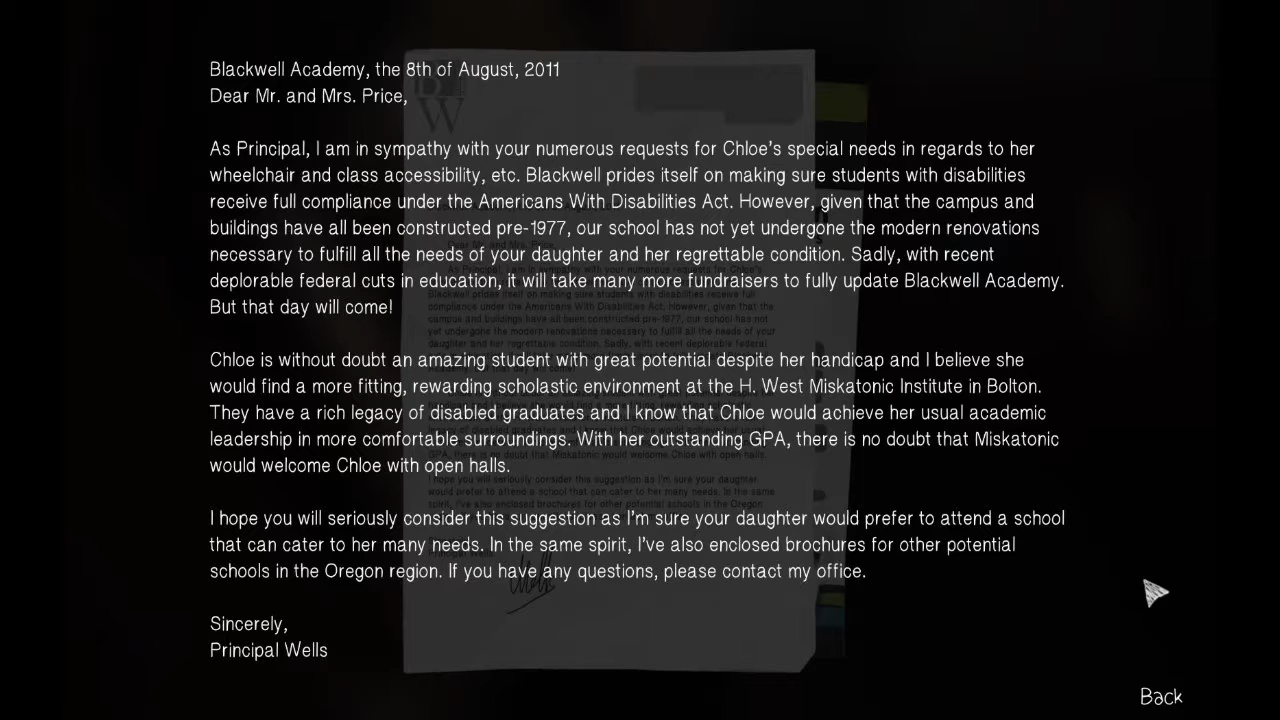 Blackwell Academy, the 8th of August, 2011
Dear Mr. and Mrs. Price,
As Principal, I am in sympathy with your numerous requests for Chloe's special needs in regards to her
wheelchair and class accessibility, etc. Blackwell prides itself on making sure students with disabilities
receive full compliance under the Americans With Disabilities Act. However, given that the campus and
buildings have all been constructed pre-1977, our school has not yet undergone the modern renovations
necessary to fulfill all the needs of your daughter and her regrettable condition. Sadly, with recent
deplorable federal cuts in education, it will take many more fundraisers to fully update Blackwell Academy.
But that day will come!
Chloe is without doubt an amazing student with great potential despite her handicap and I believe she
would find a more fitting, rewarding scholastic environment at the H. West Miskatonic Institute in Bolton.
They have a rich legacy of disabled graduates and I know that Chloe would achieve her usual academic
leadership in more comfortable surroundings. With her outstanding GPA, there is no doubt that Miskatonic
would welcome Chloe with open halls.
I hope you will seriously consider this suggestion as I'm sure your daughter would prefer to attend a school
that can cater to her many needs. In the same spirit, I've also enclosed brochures for other potential
schools in the Oregon region. If you have any questions, please contact my office.
Sincerely,
Principal Wells
Back